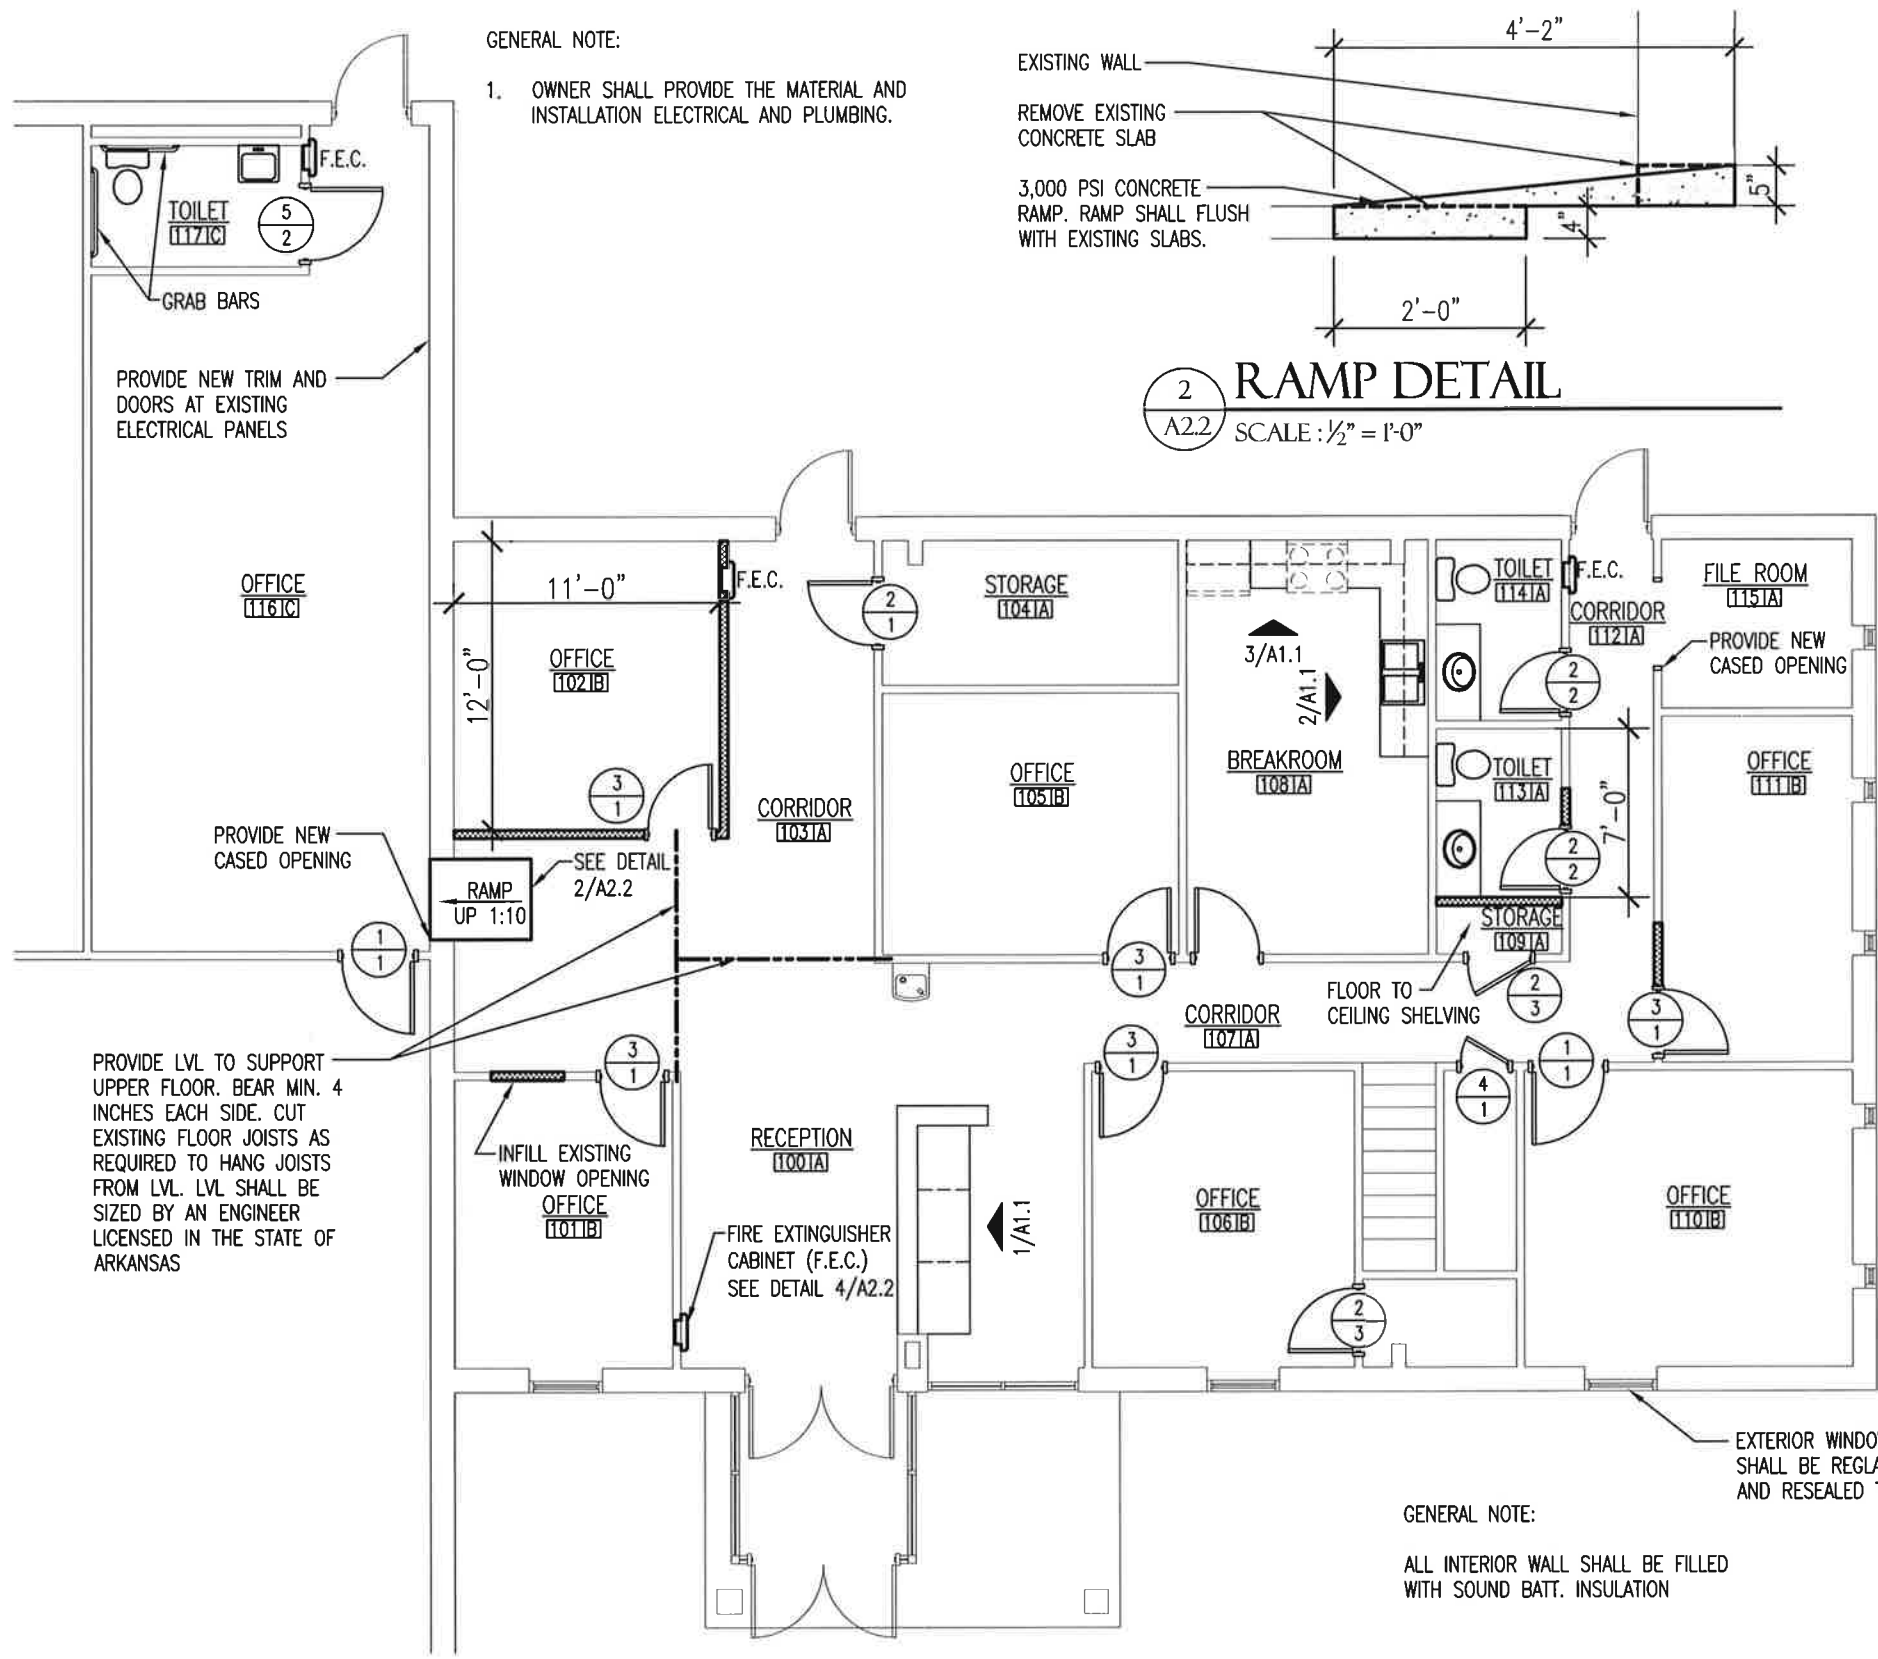 GENERAL NOTE:
1. OWNER SHALL PROVIDE THE MATERIAL AND
INSTALLATION ELECTRICAL AND PLUMBING.
4'-2"
EXISTING WALL
REMOVE EXISTING
CONCRETE SLAB
3,000 PSI CONCRETE
RAMP. RAMP SHALL FLUSH
WITH EXISTING SLABS.
5"
4"
2'-0"
2
A2.2
RAMP DETAIL
SCALE : 1/2" = 1'-0"
F.E.C.
TOILET
117 C
5
2
GRAB BARS
PROVIDE NEW TRIM AND
DOORS AT EXISTING
ELECTRICAL PANELS
OFFICE
116 C
11'-0"
12'-0"
F.E.C.
OFFICE
102 B
3
1
2
1
STORAGE
104 A
3/A1.1
2/A1.1
TOILET
114 A
F.E.C.
CORRIDOR
112 A
FILE ROOM
115 A
PROVIDE NEW
CASED OPENING
2
2
OFFICE
105 B
BREAKROOM
108 A
TOILET
113 A
7'-0"
OFFICE
111 B
CORRIDOR
103 A
PROVIDE NEW
CASED OPENING
SEE DETAIL
2/A2.2
RAMP
UP 1:10
2
2
STORAGE
109 A
1
1
3
1
FLOOR TO
CEILING SHELVING
2
3
3
1
CORRIDOR
107 A
PROVIDE LVL TO SUPPORT
UPPER FLOOR. BEAR MIN. 4
INCHES EACH SIDE. CUT
EXISTING FLOOR JOISTS AS
REQUIRED TO HANG JOISTS
FROM LVL. LVL SHALL BE
SIZED BY AN ENGINEER
LICENSED IN THE STATE OF
ARKANSAS
3
1
3
1
4
1
1
1
INFILL EXISTING
WINDOW OPENING
OFFICE
101 B
RECEPTION
100 A
1/A1.1
FIRE EXTINGUISHER
CABINET (F.E.C.)
SEE DETAIL 4/A2.2
OFFICE
106 B
OFFICE
110 B
2
3
EXTERIOR WINDO
SHALL BE REGLA
AND RESEALED
GENERAL NOTE:
ALL INTERIOR WALL SHALL BE FILLED
WITH SOUND BATT. INSULATION